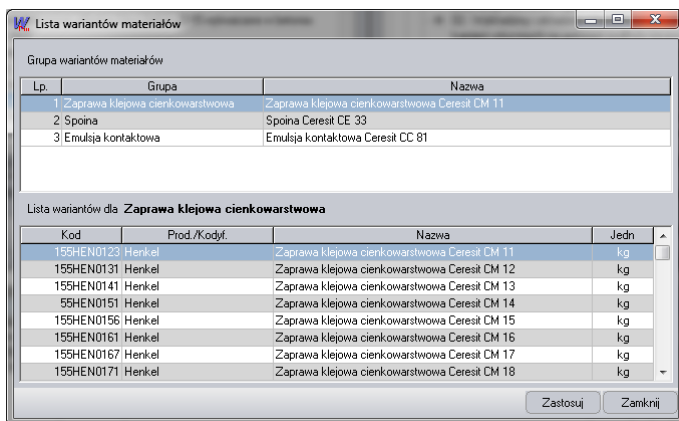 Lista wariantów materiałów
Grupa wariantów materiałów
Lp. Grupa Nazwa
1 Zaprawa klejowa cienkowarstwowa Zaprawa klejowa cienkowarstwowa Ceresit CM 11
2 Spoina Spoina Ceresit CE 33
3 Emulsja kontaktowa Emulsja kontaktowa Ceresit CC 81
Lista wariantów dla Zaprawa klejowa cienkowarstwowa
Kod Prod./Kodyf. Nazwa Jedn
155HEN0123 Henkel Zaprawa klejowa cienkowarstwowa Ceresit CM 11 kg
155HEN0131 Henkel Zaprawa klejowa cienkowarstwowa Ceresit CM 12 kg
155HEN0141 Henkel Zaprawa klejowa cienkowarstwowa Ceresit CM 13 kg
55HEN0151 Henkel Zaprawa klejowa cienkowarstwowa Ceresit CM 14 kg
155HEN0156 Henkel Zaprawa klejowa cienkowarstwowa Ceresit CM 15 kg
155HEN0161 Henkel Zaprawa klejowa cienkowarstwowa Ceresit CM 16 kg
155HEN0167 Henkel Zaprawa klejowa cienkowarstwowa Ceresit CM 17 kg
155HEN0171 Henkel Zaprawa klejowa cienkowarstwowa Ceresit CM 18 kg
Zastosuj Zamknij